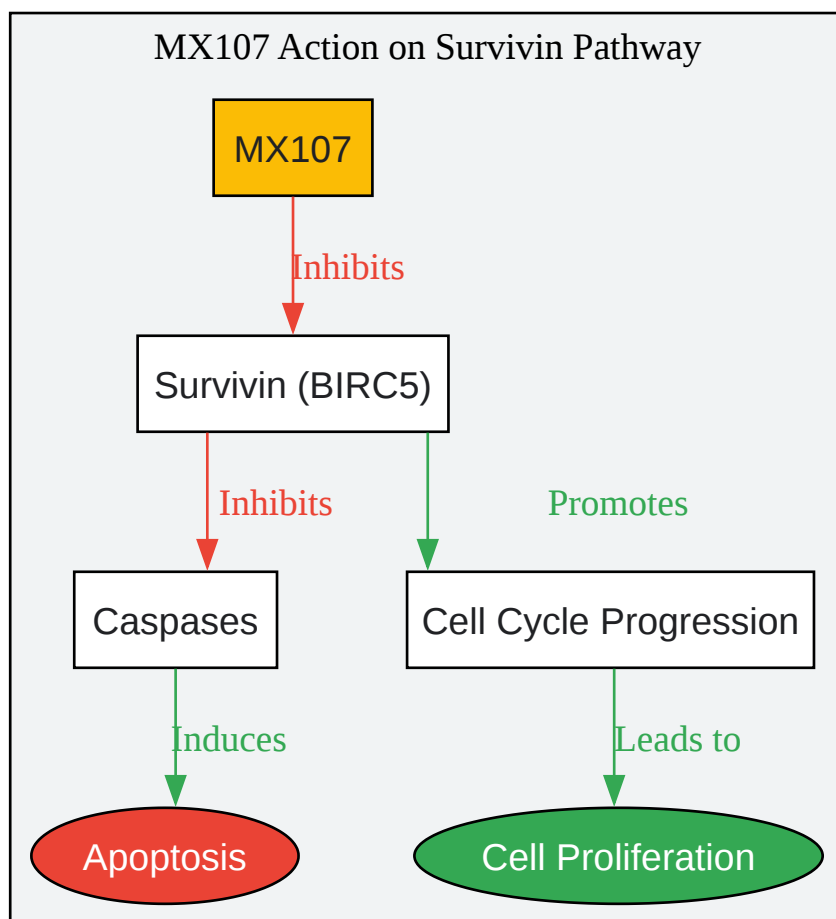 MX107 Action on Survivin Pathway
MX107
Inhibits
Survivin (BIRC5)
Inhibits
Promotes
Caspases
Cell Cycle Progression
Induces
Leads to
Apoptosis
Cell Proliferation